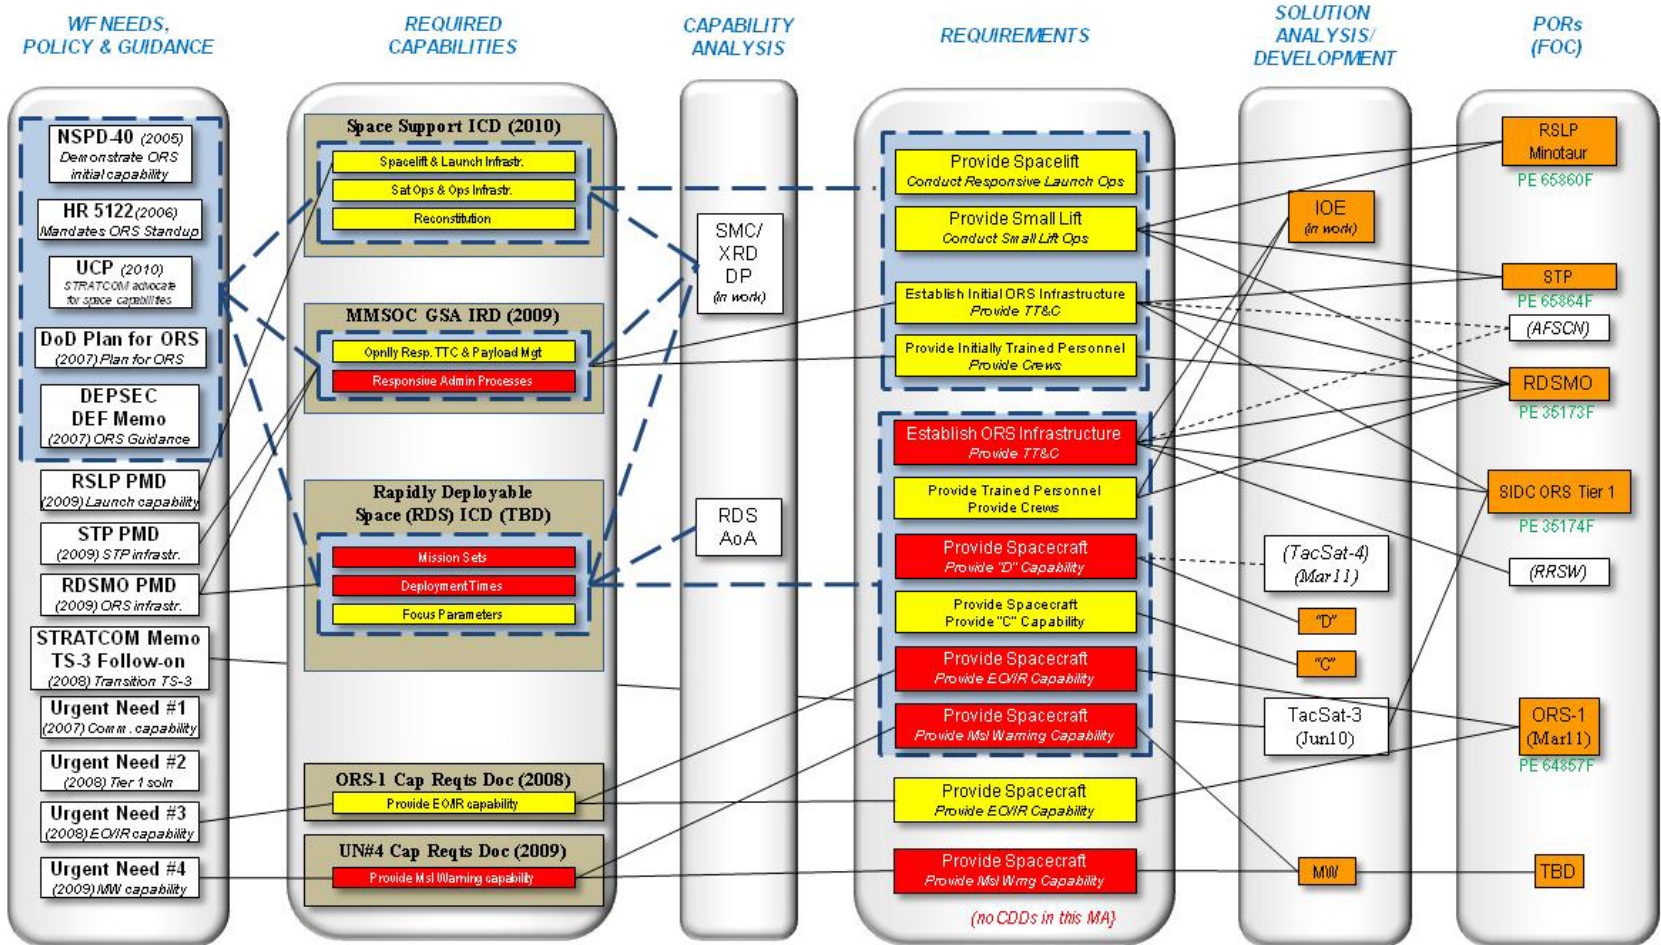 WF NEEDS,
POLICY & GUIDANCE
REQUIRED
CAPABILITIES
CAPABILITY
ANALYSIS
REQUIREMENTS
SOLUTION
ANALYSIS/
DEVELOPMENT
PORs
(FOC)
NSPD-40 (2005)
Demonstrate ORS
initial capability
HR 5122 (2006)
Mandates ORS Standup
UCP (2010)
STRATCOM advocate
for space capabilities
DoD Plan for ORS
(2007) Plan for ORS
DEPSEC
DEF Memo
(2007) ORS Guidance
RSLP PMD
(2009) Launch capability
STP PMD
(2009) STP infrastr.
RDSMO PMD
(2009) ORS infrastr.
STRATCOM Memo
TS-3 Follow-on
(2008) Transition TS-3
Urgent Need #1
(2007) Comm. capability
Urgent Need #2
(2008) Tier 1 soln
Urgent Need #3
(2008) EO/IR capability
Urgent Need #4
(2009) MW capability
Space Support ICD (2010)
Spacelift & Launch Infrastr.
Sat Ops & Ops Infrastr.
Reconstitution
MMSOC GSA IRD (2009)
Opnlly Resp. TTC & Payload Mgt
Responsive Admin Processes
Rapidly Deployable
Space (RDS) ICD (TBD)
Mission Sets
Deployment Times
Focus Parameters
ORS-1 Cap Reqts Doc (2008)
Provide EO/IR capability
UN#4 Cap Reqts Doc (2009)
Provide Msl Warning capability
SMC/
XRD
DP
(in work)
RDS
AoA
Provide Spacelift
Conduct Responsive Launch Ops
Provide Small Lift
Conduct Small Lift Ops
Establish Initial ORS Infrastructure
Provide TT&C
Provide Initially Trained Personnel
Provide Crews
Establish ORS Infrastructure
Provide TT&C
Provide Trained Personnel
Provide Crews
Provide Spacecraft
Provide "D" Capability
Provide Spacecraft
Provide "C" Capability
Provide Spacecraft
Provide EO/IR Capability
Provide Spacecraft
Provide Msl Warning Capability
Provide Spacecraft
Provide EO/IR Capability
Provide Spacecraft
Provide Msl Wrng Capability
(no CDDs in this MA)
IOE
(in work)
(TacSat-4)
(Mar11)
"D"
"C"
TacSat-3
(Jun10)
MW
RSLP
Minotaur
PE 65860F
STP
PE 65864F
(AFSCN)
RDSMO
PE 35173F
SIDC ORS Tier 1
PE 35174F
(RRSW)
ORS-1
(Mar11)
PE 64857F
TBD